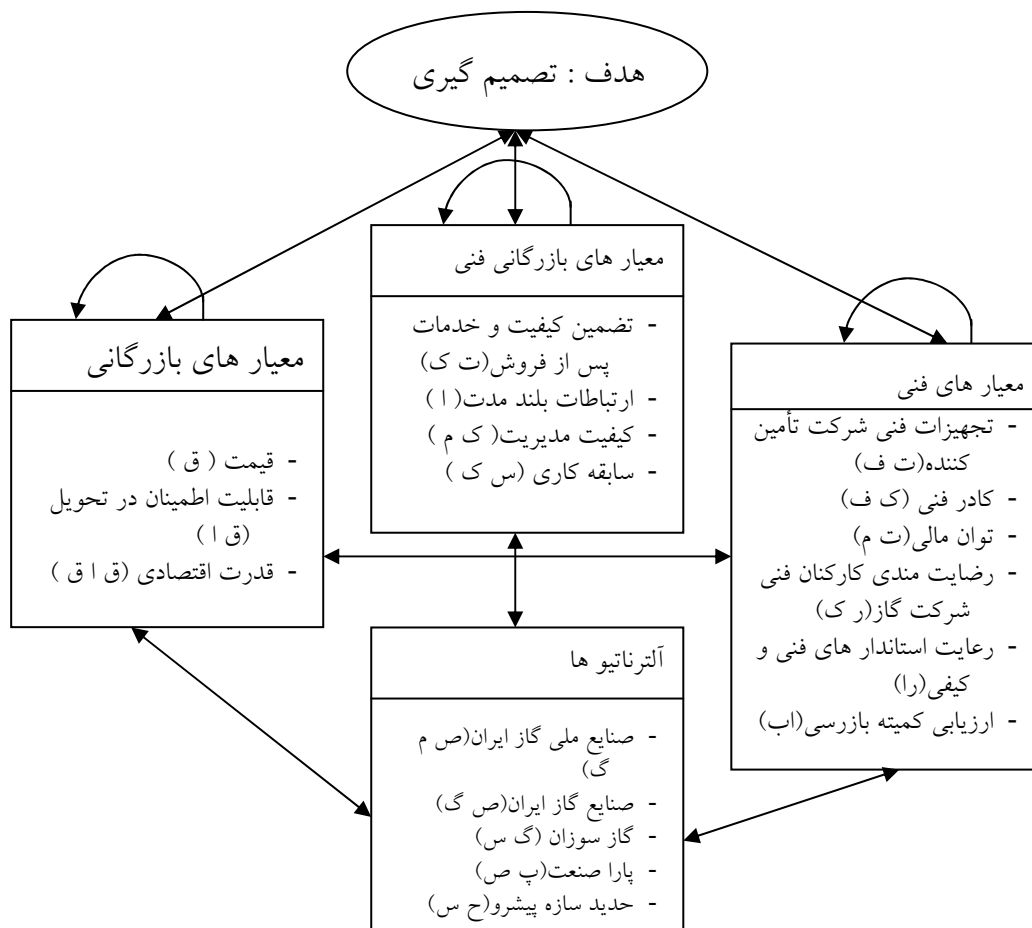 هدف : تصمیم گیری
معیار های بازرگانی
- قیمت ( ق )
- قابلیت اطمینان در تحویل
(ق ا )
- قدرت اقتصادی (ق ا ق )
معیار های بازرگانی فنی
- تضمین کیفیت و خدمات
پس از فروش(ت ک)
- ارتباطات بلند مدت( ا )
- کیفیت مدیریت( ک م )
- سابقه کاری (س ک )
معیار های فنی
- تجهیزات فنی شرکت تأمین
کننده(ت ف)
- کادر فنی (ک ف)
- توان مالی(ت م)
- رضایت مندی کارکنان فنی
شرکت گاز(ر ک)
- رعایت استاندار های فنی و
کیفی(را)
- ارزیابی کمیته بازرسی(اب)
آلترناتیو ها
- صنایع ملی گاز ایران(ص م
گ)
- صنایع گاز ایران(ص گ)
- گاز سوزان (گ س)
- پارا صنعت(پ ص)
- حدید سازه پیشرو(ح س)